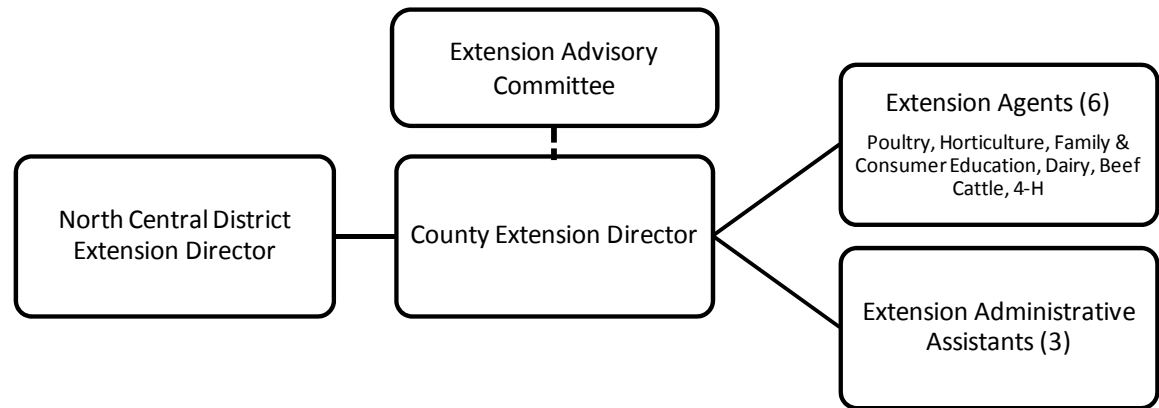 Extension Advisory
Committee
Extension Agents (6)
Poultry, Horticulture, Family &
Consumer Education, Dairy, Beef
Cattle, 4-H
North Central District
Extension Director
County Extension Director
Extension Administrative
Assistants (3)